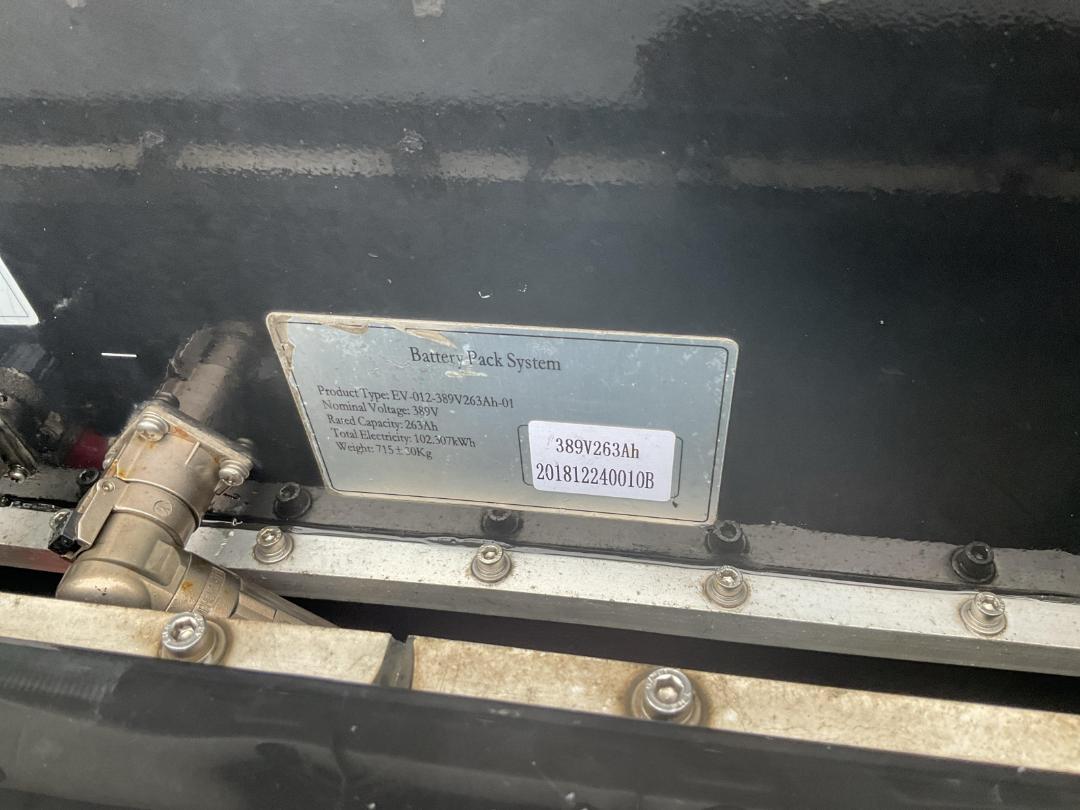 Battery Pack System
Product Type: EV-012-389V263Ah-01
Nominal Voltage: 389V
Rared Capacity: 263Ah
Total Electricity: 102.307kWh
Weight: 715±30Kg
389V263Ah
201812240010B